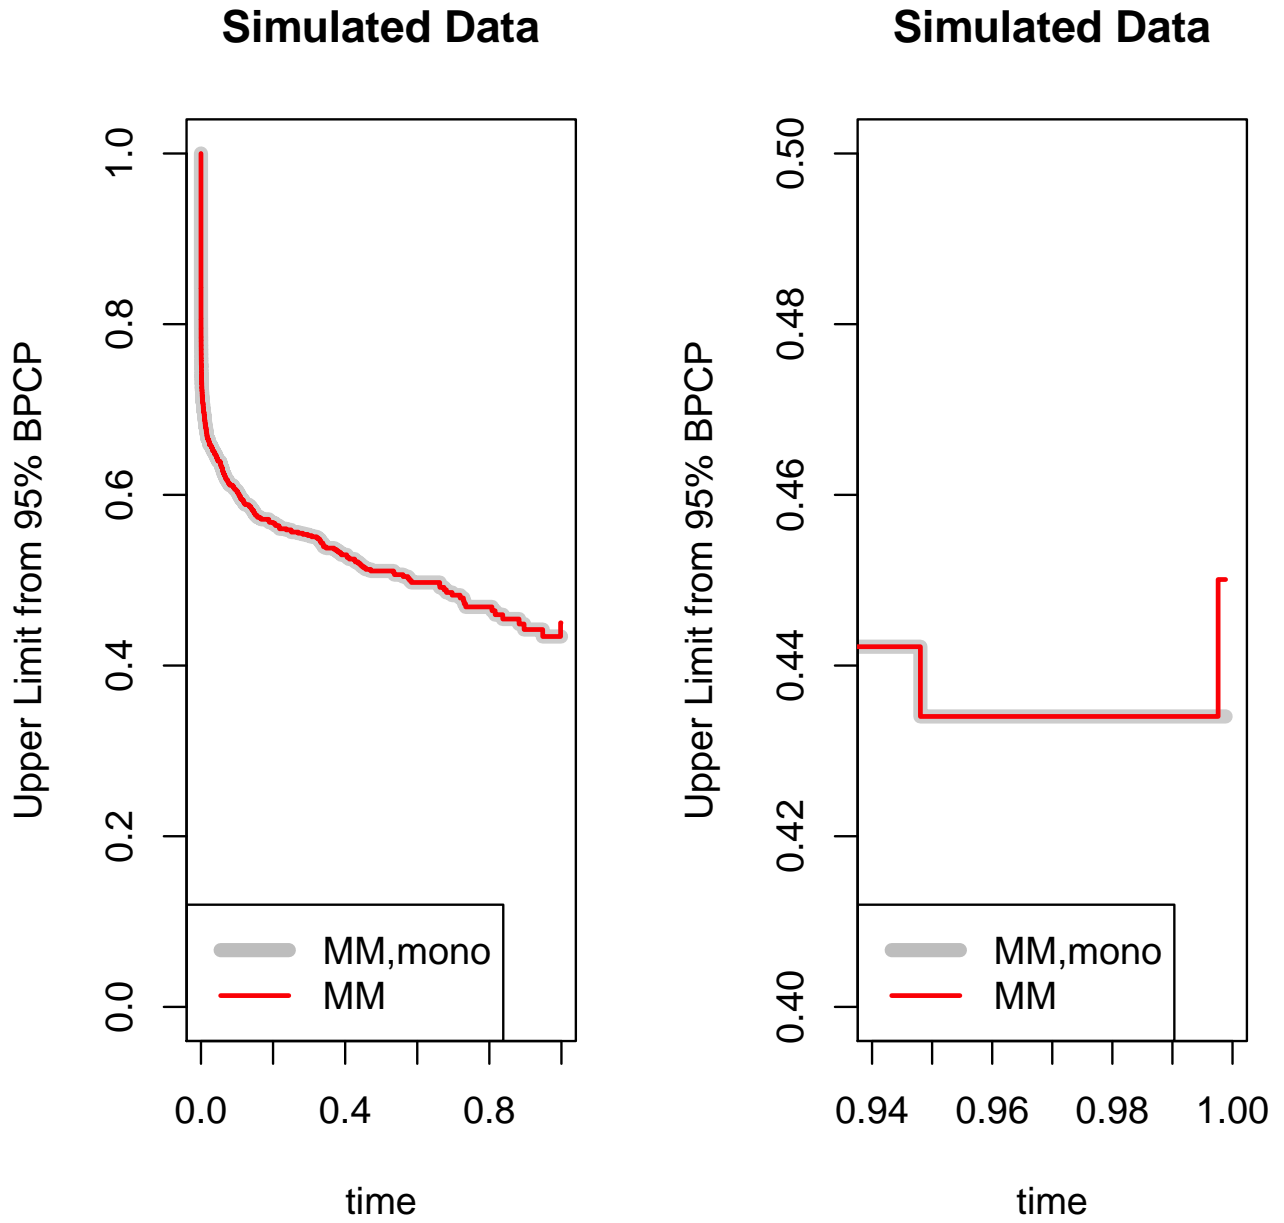 Simulated Data
Upper Limit from 95% BPCP
1.0
0.8
0.6
0.4
0.2
0.0
MM,mono
MM
0.0 0.4 0.8
time
Simulated Data
Upper Limit from 95% BPCP
0.50
0.48
0.46
0.44
0.42
0.40
MM,mono
MM
0.94 0.96 0.98 1.00
time